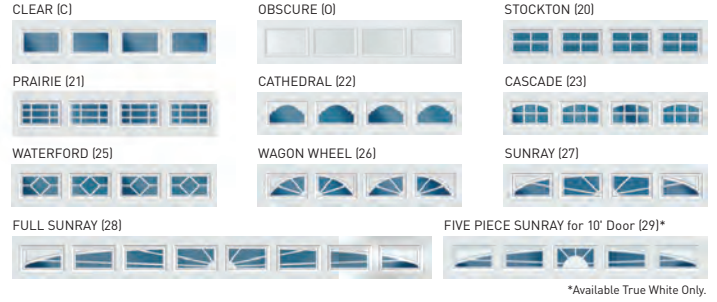 CLEAR (C)
OBSCURE (O)
STOCKTON (20)
PRAIRIE (21)
CATHEDRAL (22)
CASCADE (23)
WATERFORD (25)
WAGON WHEEL (26)
SUNRAY (27)
FULL SUNRAY (28)
FIVE PIECE SUNRAY for 10' Door (29)*
*Available True White Only.